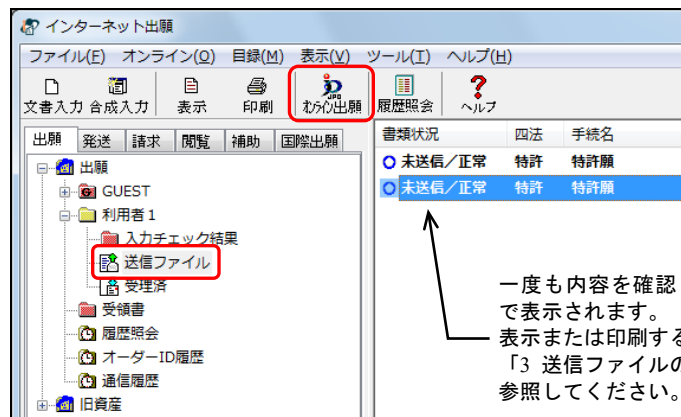 インターネット出願
ファイル(F) オンライン(O) 目録(M) 表示(V) ツール(T) ヘルプ(H)
文書入力 合成入力 表示 印刷 オンライン出願 履歴照会 ヘルプ
出願 発送 請求 閲覧 補助 国際出願
書類状況 四法 手続名
出願
GUEST
利用者1
入力チェック結果
送信ファイル
受理済
受領書
履歴照会
オーダーID履歴
通信履歴
旧資産
未送信/正常 特許 特許願
未送信/正常 特許 特許願
一度も内容を確認
で表示されます。
表示または印刷する
「3 送信ファイルの
参照してください。